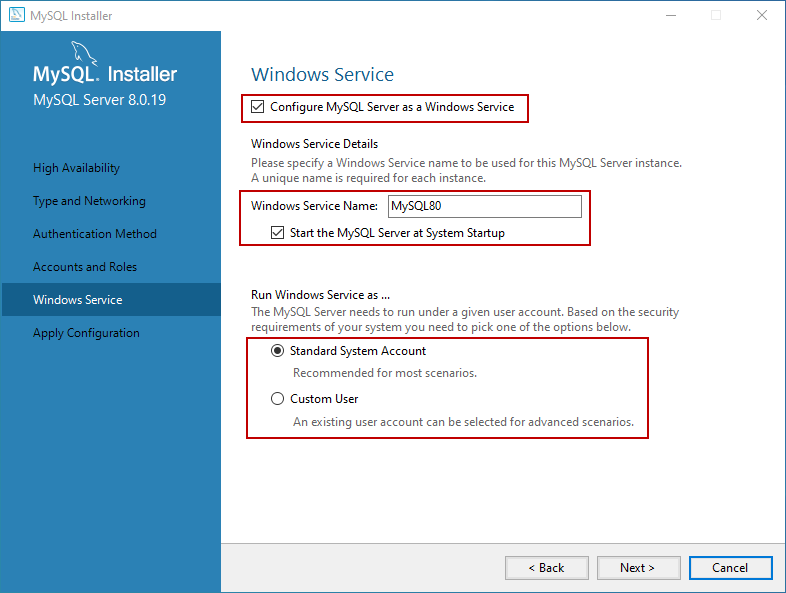 MySQL Installer
MySQL. Installer
MySQL Server 8.0.19
High Availability
Type and Networking
Authentication Method
Accounts and Roles
Windows Service
Apply Configuration
Windows Service
Configure MySQL Server as a Windows Service
Windows Service Details
Please specify a Windows Service name to be used for this MySQL Server instance.
A unique name is required for each instance.
Windows Service Name: MySQL80
Start the MySQL Server at System Startup
Run Windows Service as ...
The MySQL Server needs to run under a given user account. Based on the security
requirements of your system you need to pick one of the options below.
Standard System Account
Recommended for most scenarios.
Custom User
An existing user account can be selected for advanced scenarios.
< Back Next > Cancel